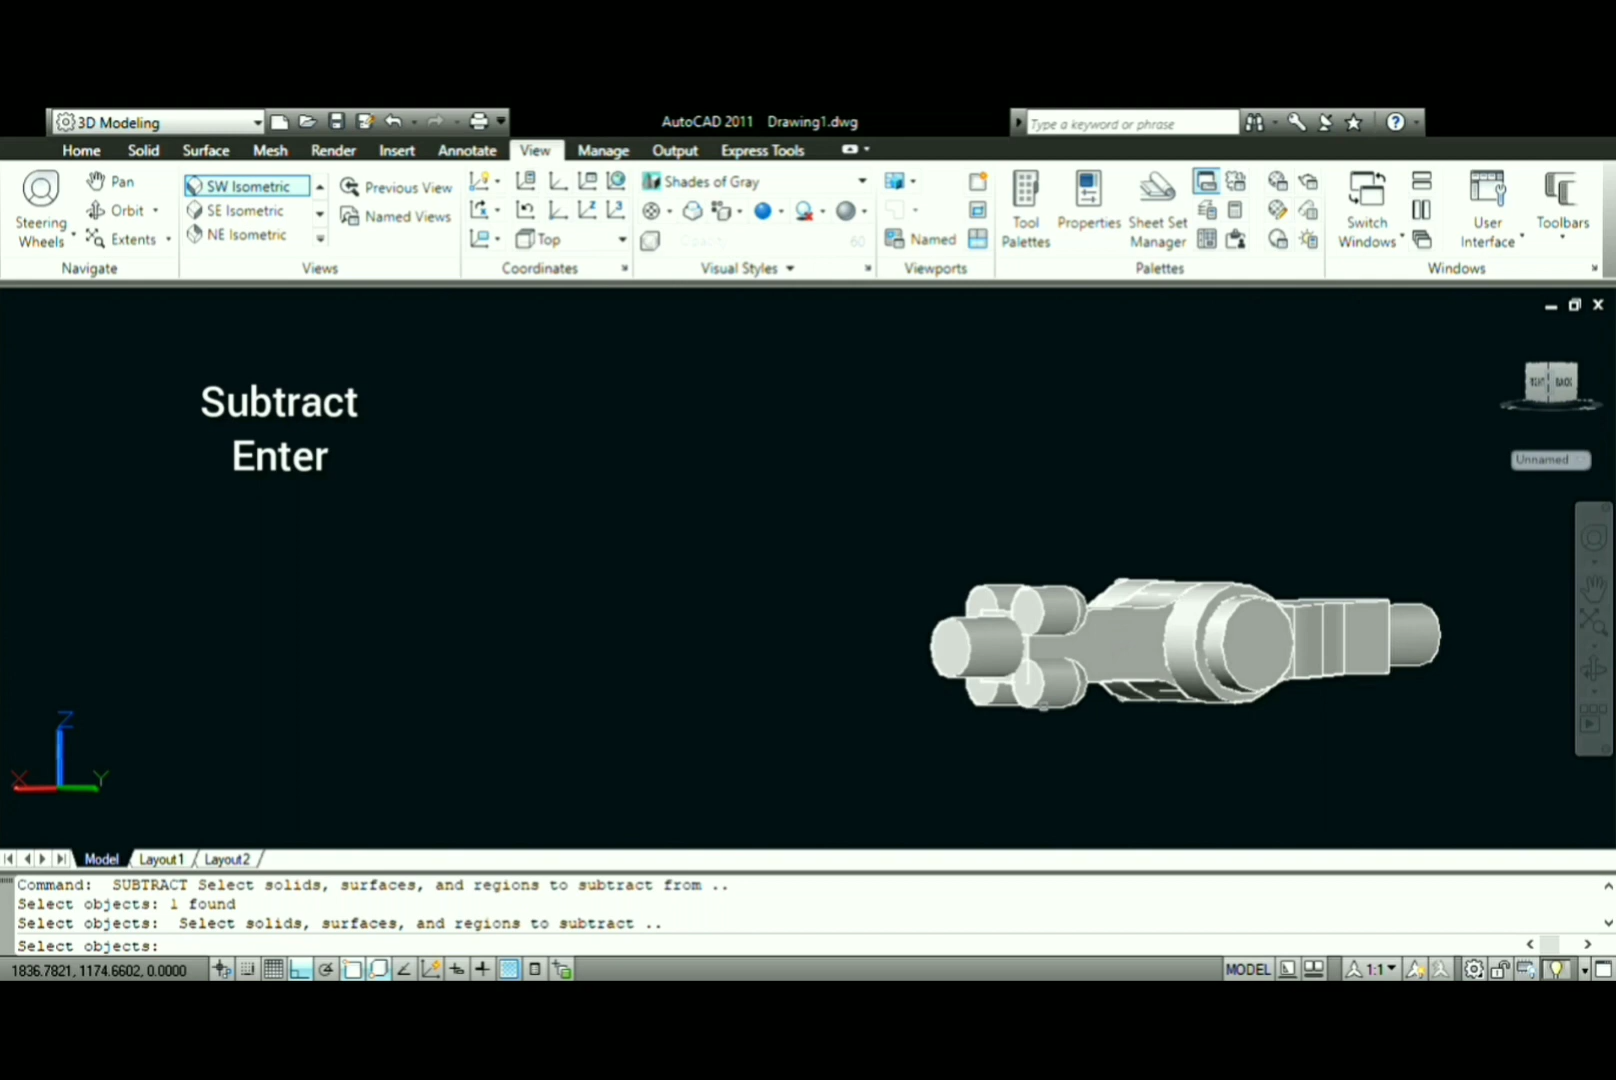 3D Modeling
AutoCAD 2011 Drawing1.dwg
Type a keyword or phrase
Home Solid Surface Mesh Render Insert Annotate View Manage Output Express Tools
Steering
Wheels
Pan
Orbit
Extents
Navigate
SW Isometric
SE Isometric
NE Isometric
Previous View
Named Views
Views
Top
Coordinates
Shades of Gray
Opacity 60
Visual Styles
Named
Viewports
Tool
Palettes
Properties
Sheet Set
Manager
Palettes
Switch
Windows
User
Interface
Toolbars
Windows
Subtract
Enter
BACK
Unnamed
Z
X
Y
Model Layout1 Layout2
Command: SUBTRACT Select solids, surfaces, and regions to subtract from ..
Select objects: 1 found
Select objects: Select solids, surfaces, and regions to subtract ..
Select objects:
1836.7821, 1174.6602, 0.0000
MODEL
1:1